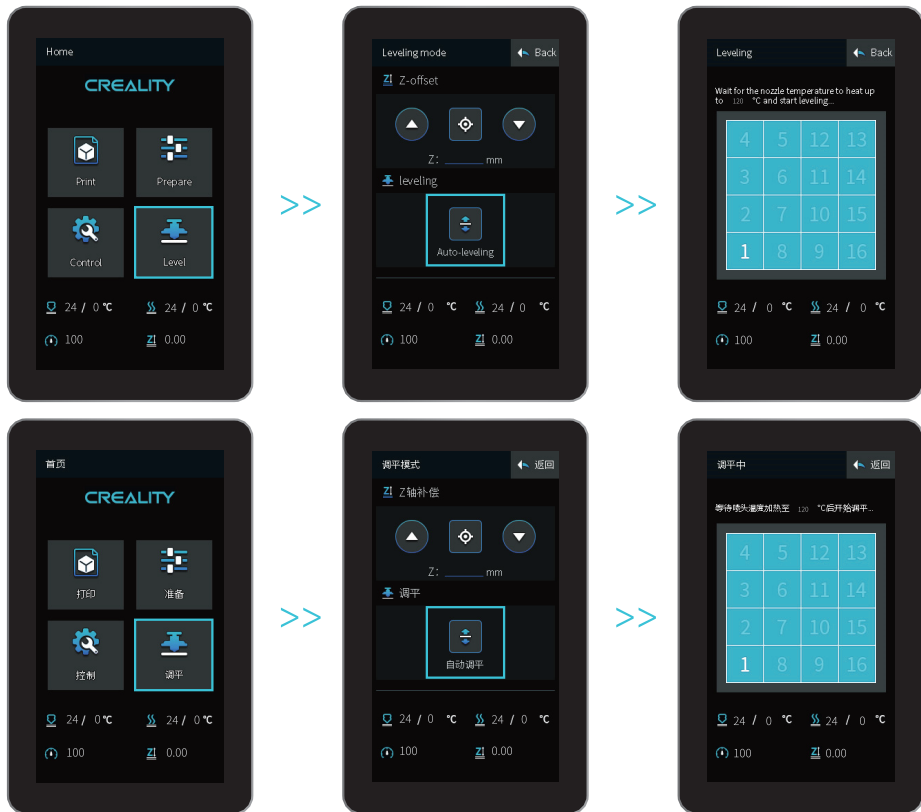 Home
CREALITY
Print Prepare
Control Level
24 / 0 ℃ 24 / 0 ℃
100 0.00
>>
Leveling mode Back
Z-offset
Z: ______ mm
leveling
Auto-leveling
24 / 0 ℃ 24 / 0 ℃
100 0.00
>>
Leveling Back
Wait for the nozzle temperature to heat up
to 120 ℃ and start leveling...
4 5 12 13
3 6 11 14
2 7 10 15
1 8 9 16
24 / 0 ℃ 24 / 0 ℃
100 0.00
首页
CREALITY
打印 准备
控制 调平
24 / 0 ℃ 24 / 0 ℃
100 0.00
>>
调平模式 返回
Z轴补偿
Z: ______ mm
调平
自动调平
24 / 0 ℃ 24 / 0 ℃
100 0.00
>>
调平中 返回
等待喷头温度加热至 120 ℃后开始调平...
4 5 12 13
3 6 11 14
2 7 10 15
1 8 9 16
24 / 0 ℃ 24 / 0 ℃
100 0.00